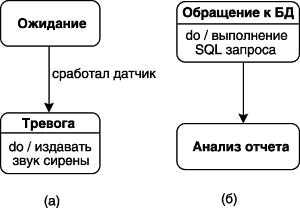 Ожидание
сработал датчик
Тревога
do / издавать
звук сирены
(а)
Обращение к БД
do / выполнение
SQL запроса
Анализ отчета
(б)